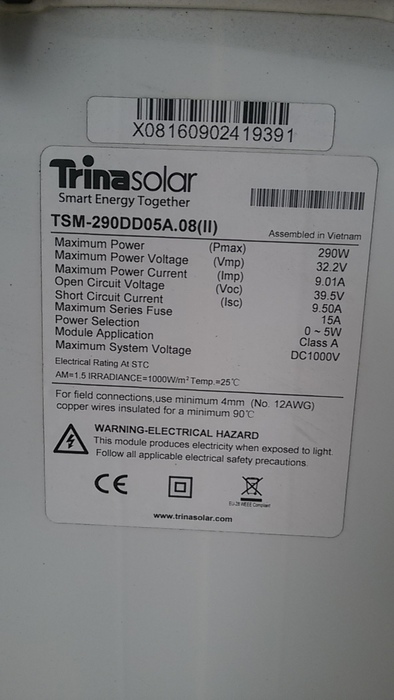 X08160902419391
Trinasolar
Smart Energy Together
TSM-290DD05A.08(II)
Assembled in Vietnam
Maximum Power (Pmax) 290W
Maximum Power Voltage (Vmp) 32.2V
Maximum Power Current (Imp) 9.01A
Open Circuit Voltage (Voc) 39.5V
Short Circuit Current (Isc) 9.50A
Maximum Series Fuse 15A
Power Selection 0 ~ 5W
Module Application Class A
Maximum System Voltage DC1000V
Electrical Rating At STC
AM=1.5 IRRADIANCE=1000W/m² Temp.=25℃
For field connections,use minimum 4mm (No. 12AWG)
copper wires insulated for a minimum 90℃
WARNING-ELECTRICAL HAZARD
This module produces electricity when exposed to light.
Follow all applicable electrical safety precautions.
CE
EU-28 WEEE Compliant
www.trinasolar.com